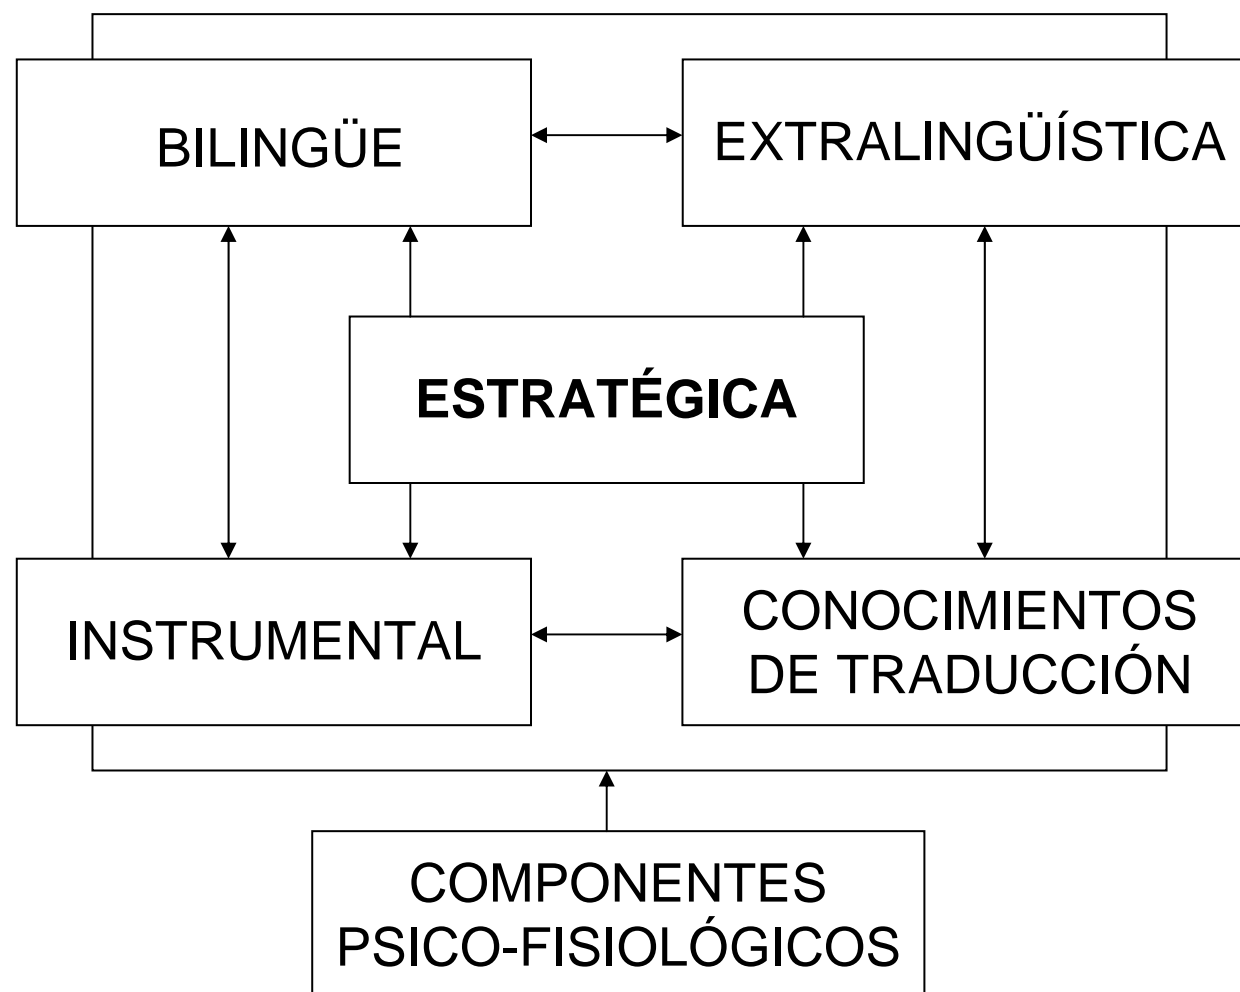 BILINGÜE
EXTRALINGÜÍSTICA
ESTRATÉGICA
INSTRUMENTAL
CONOCIMIENTOS
DE TRADUCCIÓN
COMPONENTES
PSICO-FISIOLÓGICOS